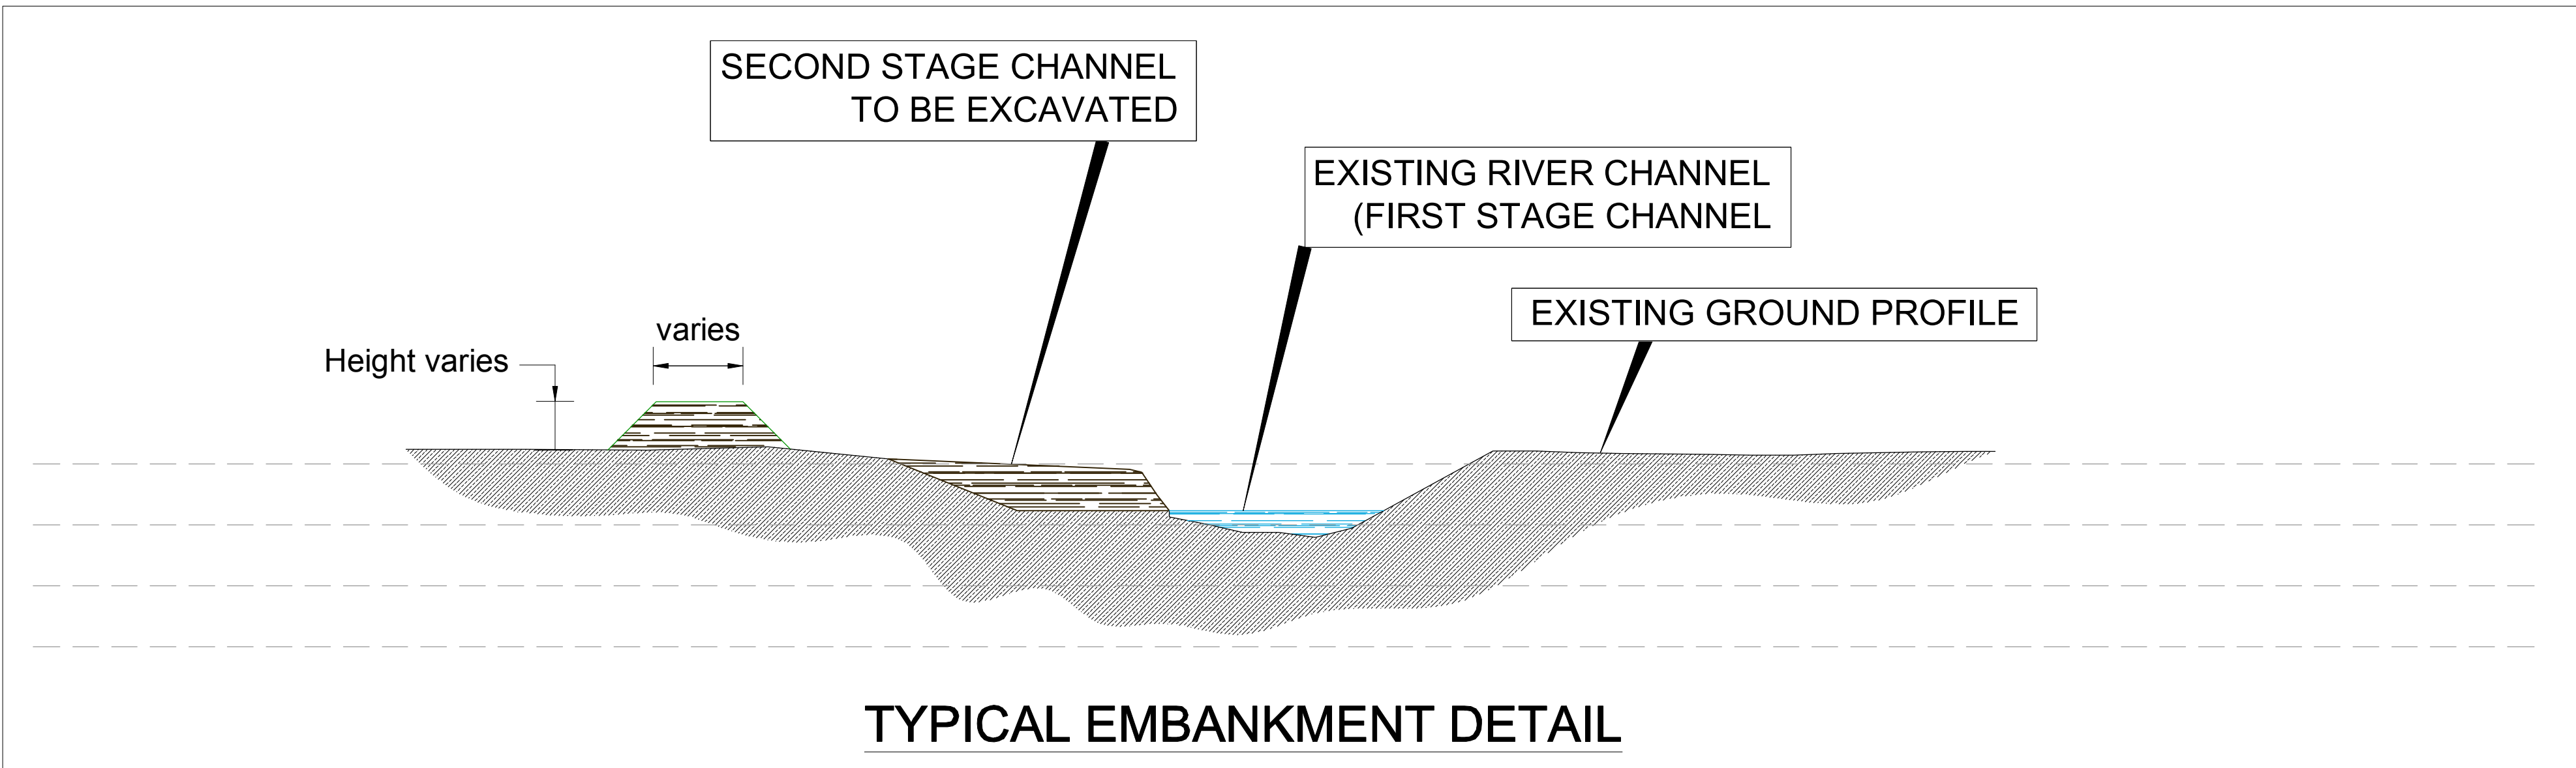 SECOND STAGE CHANNEL
TO BE EXCAVATED
EXISTING RIVER CHANNEL
(FIRST STAGE CHANNEL
EXISTING GROUND PROFILE
varies
Height varies
TYPICAL EMBANKMENT DETAIL